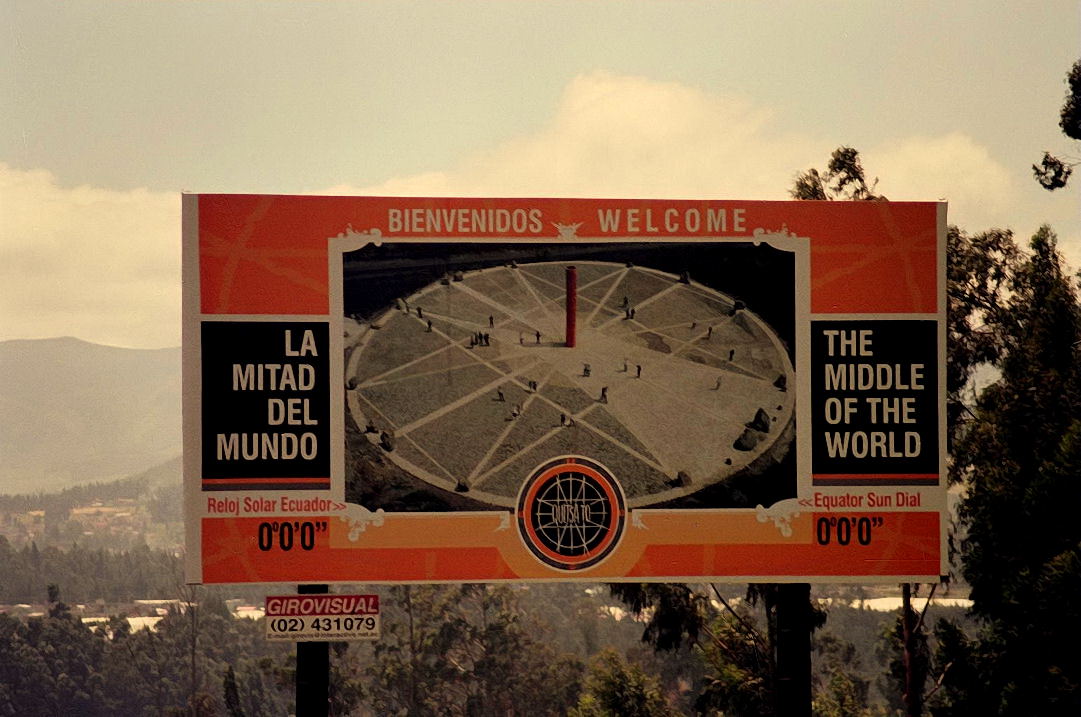 BIENVENIDOS WELCOME
LA
MITAD
DEL
MUNDO
THE
MIDDLE
OF THE
WORLD
Reloj Solar Ecuador»
«Equator Sun Dial
0°0'0”
0°0'0”
QUITSATO
GIROVISUAL
(02) 431079